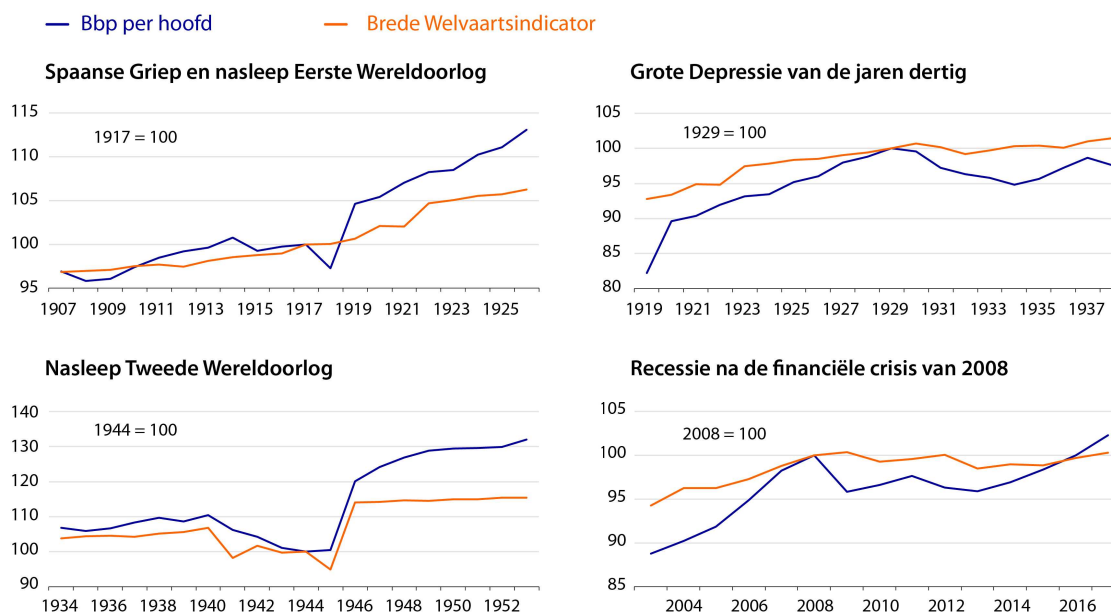 Bbp per hoofd Brede Welvaartsindicator
Spaanse Griep en nasleep Eerste Wereldoorlog
115
110
105
100
95
1917 = 100
1907 1909 1911 1913 1915 1917 1919 1921 1923 1925
Grote Depressie van de jaren dertig
105
100
95
90
85
80
1929 = 100
1919 1921 1923 1925 1927 1929 1931 1933 1935 1937
Nasleep Tweede Wereldoorlog
140
130
120
110
100
90
1944 = 100
1934 1936 1938 1940 1942 1944 1946 1948 1950 1952
Recessie na de financiële crisis van 2008
105
100
95
90
85
2008 = 100
2004 2006 2008 2010 2012 2014 2016